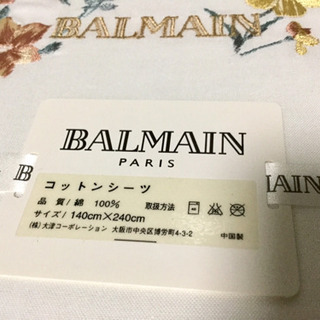 BALMAIN
BALMAIN
PARIS
MAIN
コットンシーツ
品質/綿 100% 取扱方法
サイズ/140cm×240cm
(株)大津コーポレーション 大阪市中央区博労町4-3-2 中国製